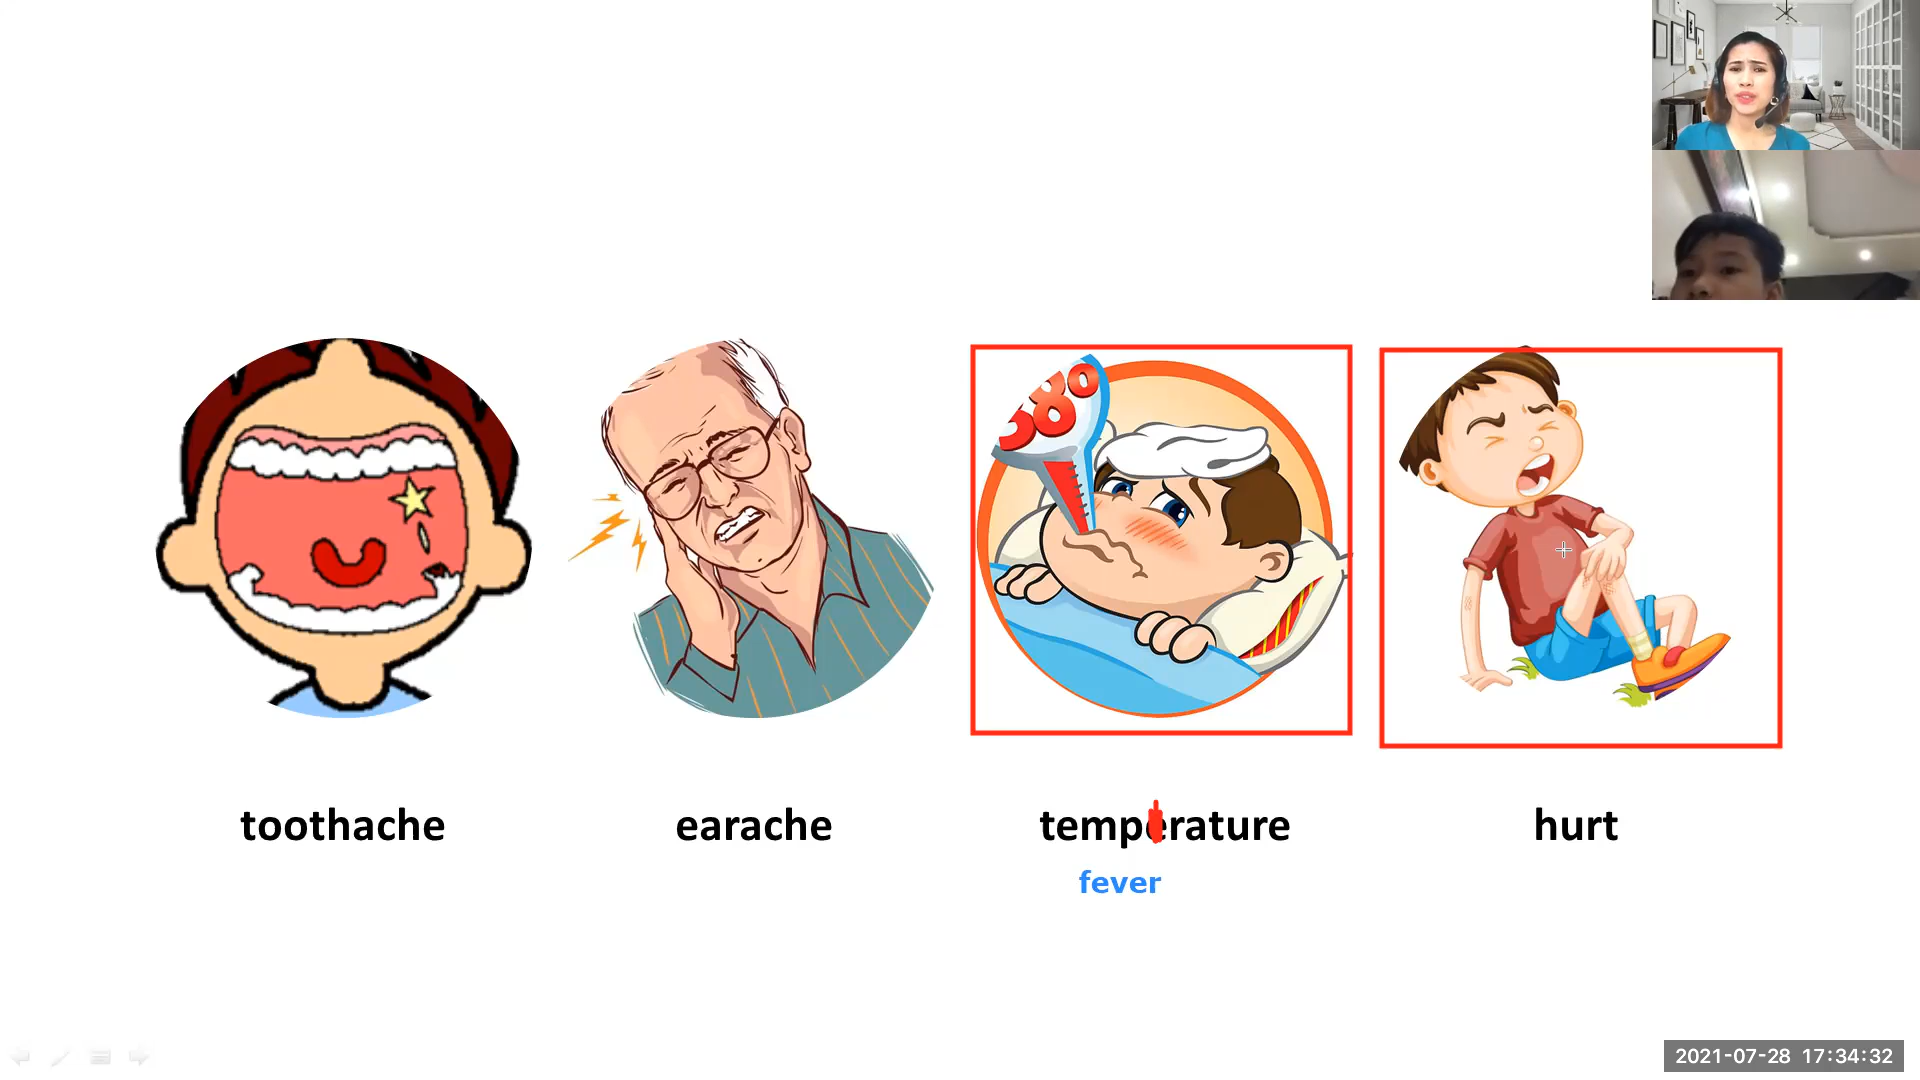 38°
toothache
earache
temperature
hurt
fever
2021-07-28 17:34:32